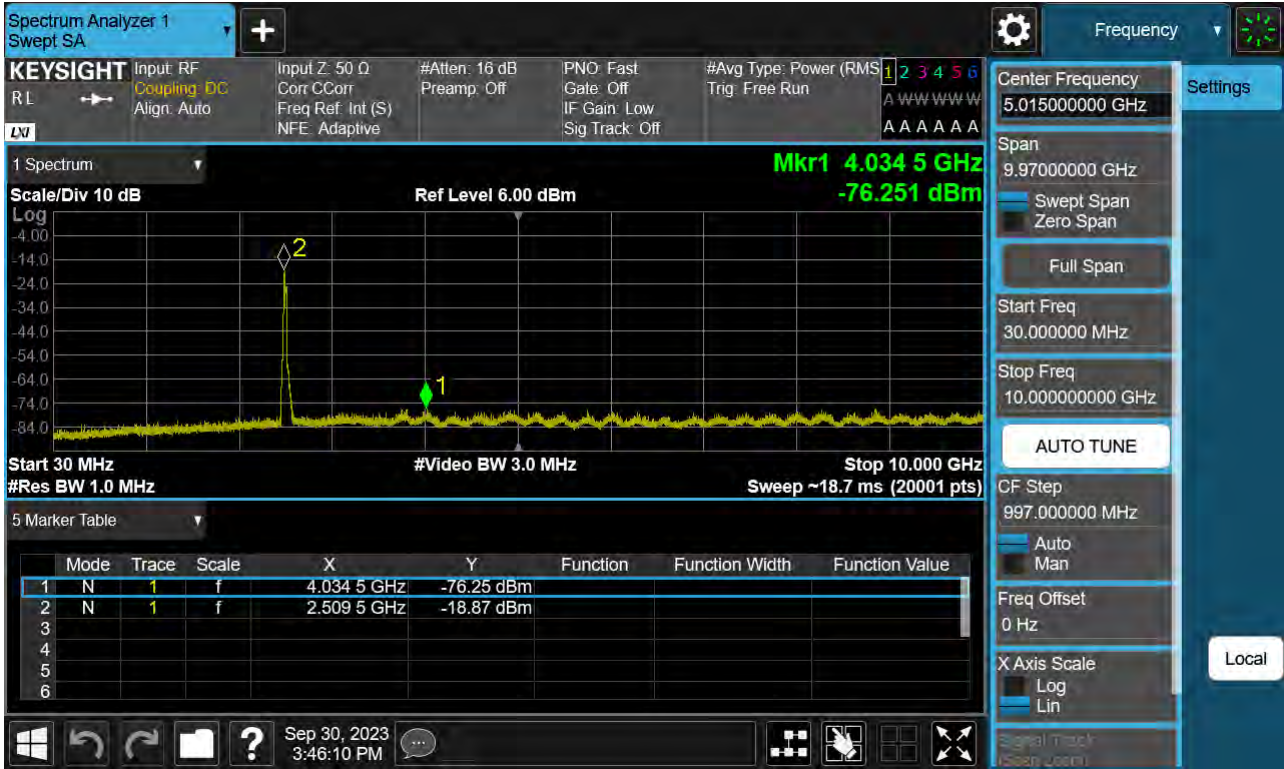 Spectrum Analyzer 1
Swept SA
+
Frequency
KEYSIGHT
R L
LXI
Input: RF
Coupling: DC
Align: Auto
Input Z: 50 Ω
Corr CCorr
Freq Ref: Int (S)
NFE: Adaptive
#Atten: 16 dB
Preamp: Off
PNO: Fast
Gate: Off
IF Gain: Low
Sig Track: Off
#Avg Type: Power (RMS
Trig: Free Run
1 2 3 4 5 6
A W W W W W
A A A A A A
1 Spectrum
Scale/Div 10 dB
Ref Level 6.00 dBm
Mkr1 4.034 5 GHz
-76.251 dBm
Log
-4.00
-14.0
-24.0
-34.0
-44.0
-54.0
-64.0
-74.0
-84.0
2
1
Start 30 MHz
#Video BW 3.0 MHz
Stop 10.000 GHz
#Res BW 1.0 MHz
Sweep ~18.7 ms (20001 pts)
5 Marker Table
Mode Trace Scale X Y Function Function Width Function Value
1 N 1 f 4.034 5 GHz -76.25 dBm
2 N 1 f 2.509 5 GHz -18.87 dBm
3
4
5
6
Center Frequency
5.015000000 GHz
Settings
Span
9.97000000 GHz
Swept Span
Zero Span
Full Span
Start Freq
30.000000 MHz
Stop Freq
10.000000000 GHz
AUTO TUNE
CF Step
997.000000 MHz
Auto
Man
Freq Offset
0 Hz
X Axis Scale
Log
Lin
Signal Track
(Span Zoom)
Local
?
Sep 30, 2023
3:46:10 PM